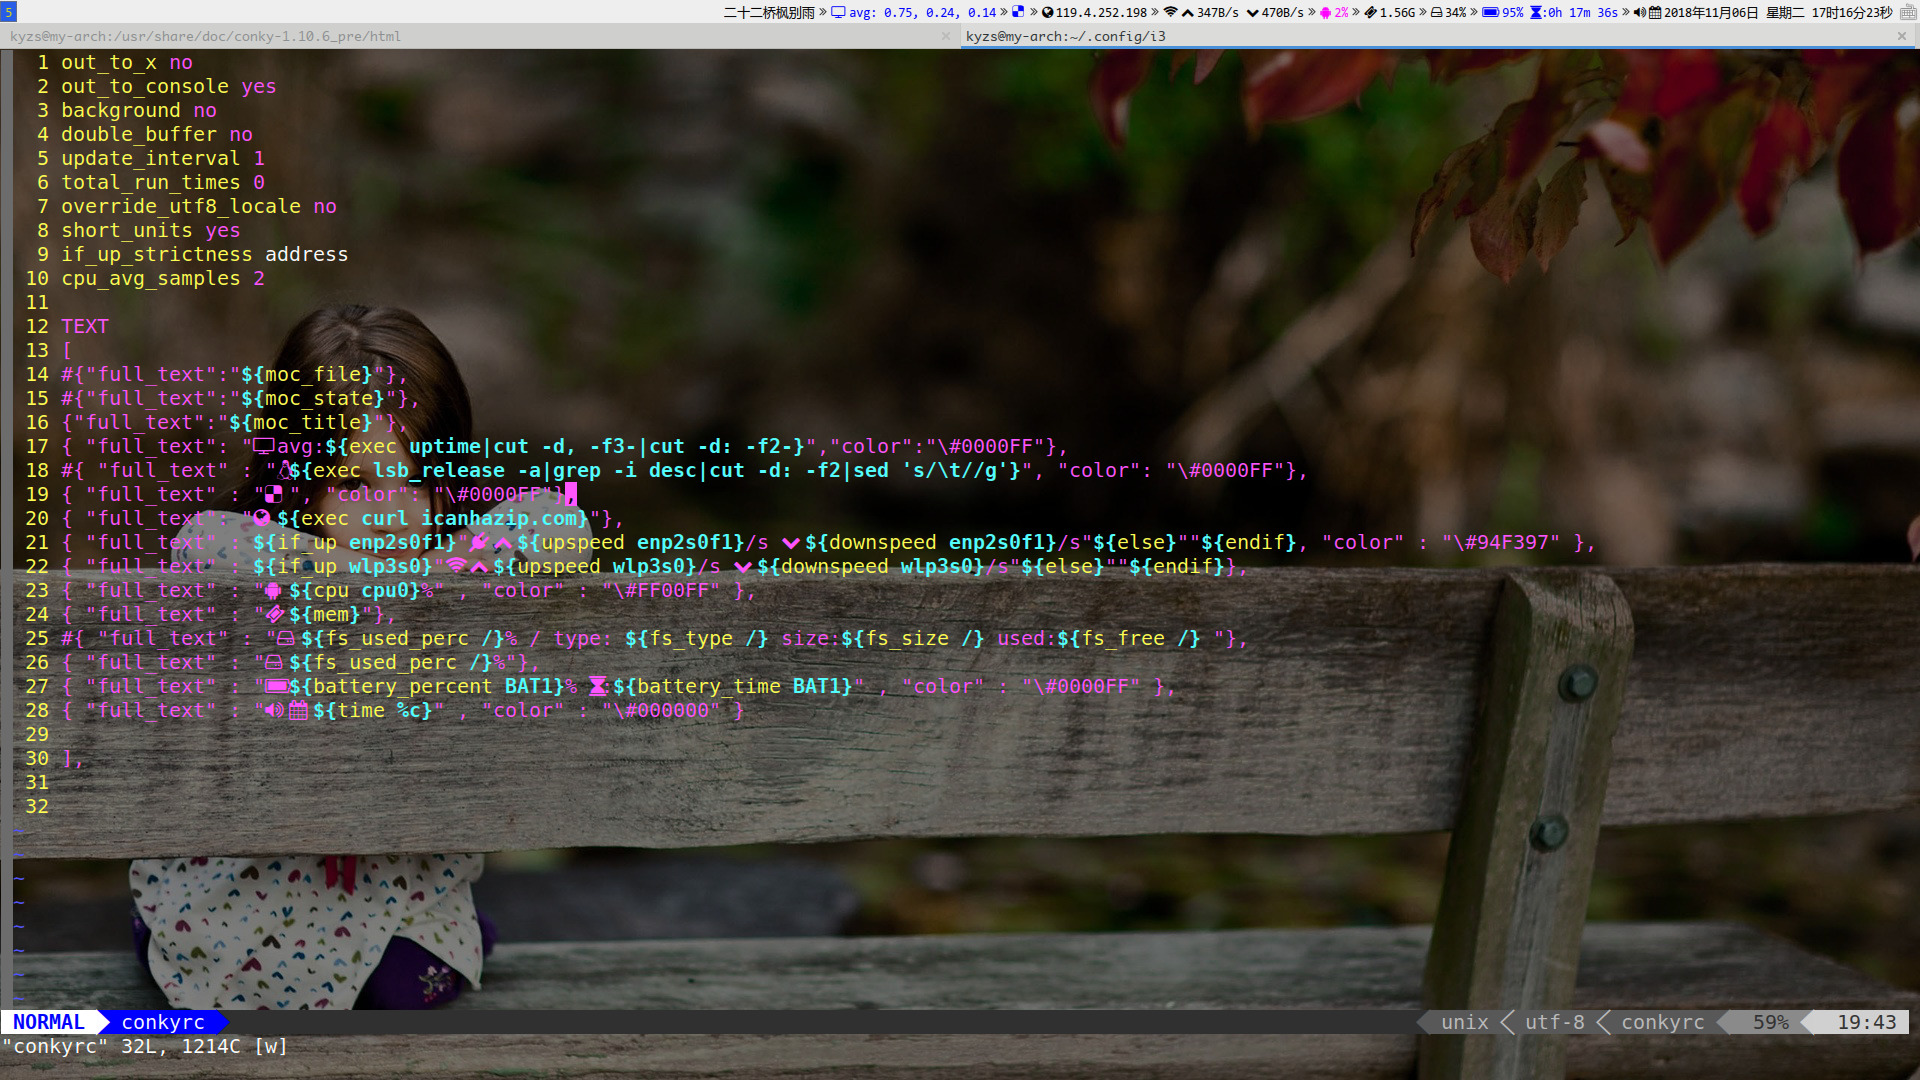 5 二十二桥枫别雨 » avg: 0.75, 0.24, 0.14 » » 119.4.252.198 » 347B/s 470B/s » 2% » 1.56G » 34% » 95% :0h 17m 36s » 2018年11月06日 星期二 17时16分23秒
kyzs@my-arch:/usr/share/doc/conky-1.10.6_pre/html × kyzs@my-arch:~/.config/i3 ×
1 out_to_x no
2 out_to_console yes
3 background no
4 double_buffer no
5 update_interval 1
6 total_run_times 0
7 override_utf8_locale no
8 short_units yes
9 if_up_strictness address
10 cpu_avg_samples 2
11
12 TEXT
13 [
14 #{"full_text":"${moc_file}"},
15 #{"full_text":"${moc_state}"},
16 {"full_text":"${moc_title}"},
17 { "full_text": "avg:${exec uptime|cut -d, -f3-|cut -d: -f2-}","color":"\#0000FF"},
18 #{ "full_text" : "${exec lsb_release -a|grep -i desc|cut -d: -f2|sed 's/\t//g'}", "color": "\#0000FF"},
19 { "full_text" : " ", "color": "\#0000FF"},
20 { "full_text": " ${exec curl icanhazip.com}"},
21 { "full_text" : ${if_up enp2s0f1}" ${upspeed enp2s0f1}/s ${downspeed enp2s0f1}/s"${else}""${endif}, "color" : "\#94F397" },
22 { "full_text" : ${if_up wlp3s0}"${upspeed wlp3s0}/s ${downspeed wlp3s0}/s"${else}""${endif}},
23 { "full_text" : " ${cpu cpu0}%" , "color" : "\#FF00FF" },
24 { "full_text" : " ${mem}"},
25 #{ "full_text" : " ${fs_used_perc /}% / type: ${fs_type /} size:${fs_size /} used:${fs_free /} "},
26 { "full_text" : " ${fs_used_perc /}%"},
27 { "full_text" : "${battery_percent BAT1}% :${battery_time BAT1}" , "color" : "\#0000FF" },
28 { "full_text" : " ${time %c}" , "color" : "\#000000" }
29
30 ],
31
32
~
~
~
~
~
~
~
~
NORMAL conkyrc unix utf-8 conkyrc 59% 19:43
"conkyrc" 32L, 1214C [w]